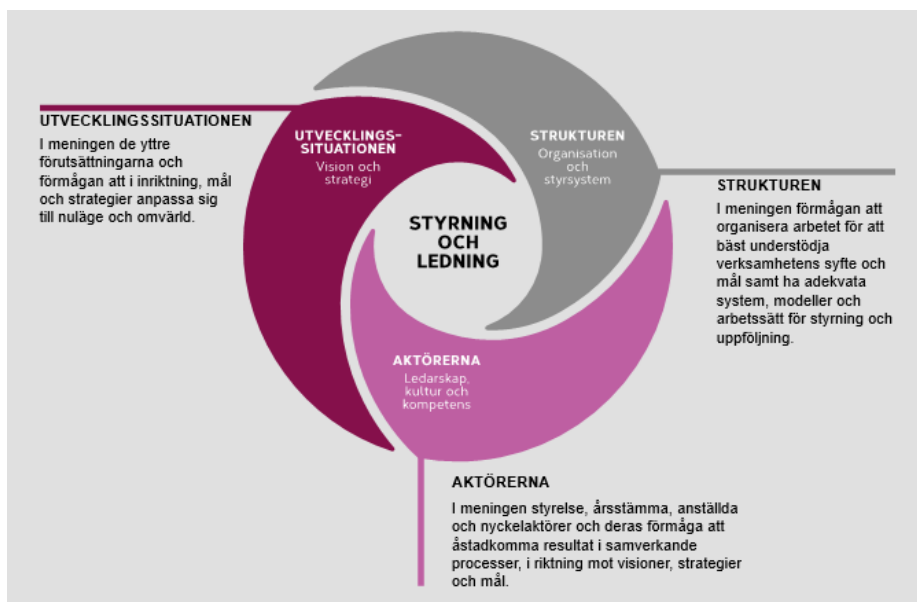 UTVECKLINGSSITUATIONEN
I meningen de yttre
förutsättningarna och
förmågan att i inriktning, mål
och strategier anpassa sig
till nuläge och omvärld.
UTVECKLINGS-
SITUATIONEN
Vision och
strategi
STRUKTUREN
Organisation
och
styrsystem
STYRNING
OCH
LEDNING
STRUKTUREN
I meningen förmågan att
organisera arbetet för att
bäst understödja
verksamhetens syfte och
mål samt ha adekvata
system, modeller och
arbetssätt för styrning och
uppföljning.
AKTÖRERNA
Ledarskap,
kultur och
kompetens
AKTÖRERNA
I meningen styrelse, årsstämma, anställda
och nyckelaktörer och deras förmåga att
åstadkomma resultat i samverkande
processer, i riktning mot visioner, strategier
och mål.